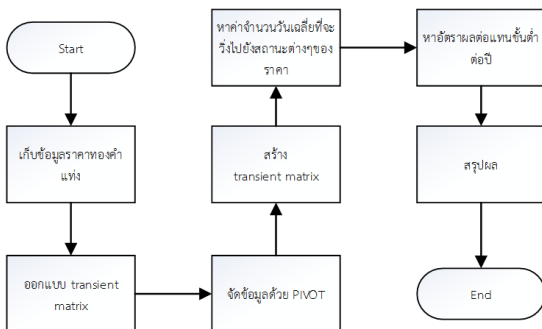 Start
เก็บข้อมูลราคาทองคำ
แท่ง
ออกแบบ transient
matrix
จัดข้อมูลด้วย PIVOT
สร้าง
transient matrix
หาค่าจำนวนวันเฉลี่ยที่จะ
วิ่งไปยังสถานะต่างๆของ
ราคา
หาอัตราผลต่อแทนขั้นต่ำ
ต่อปี
สรุปผล
End